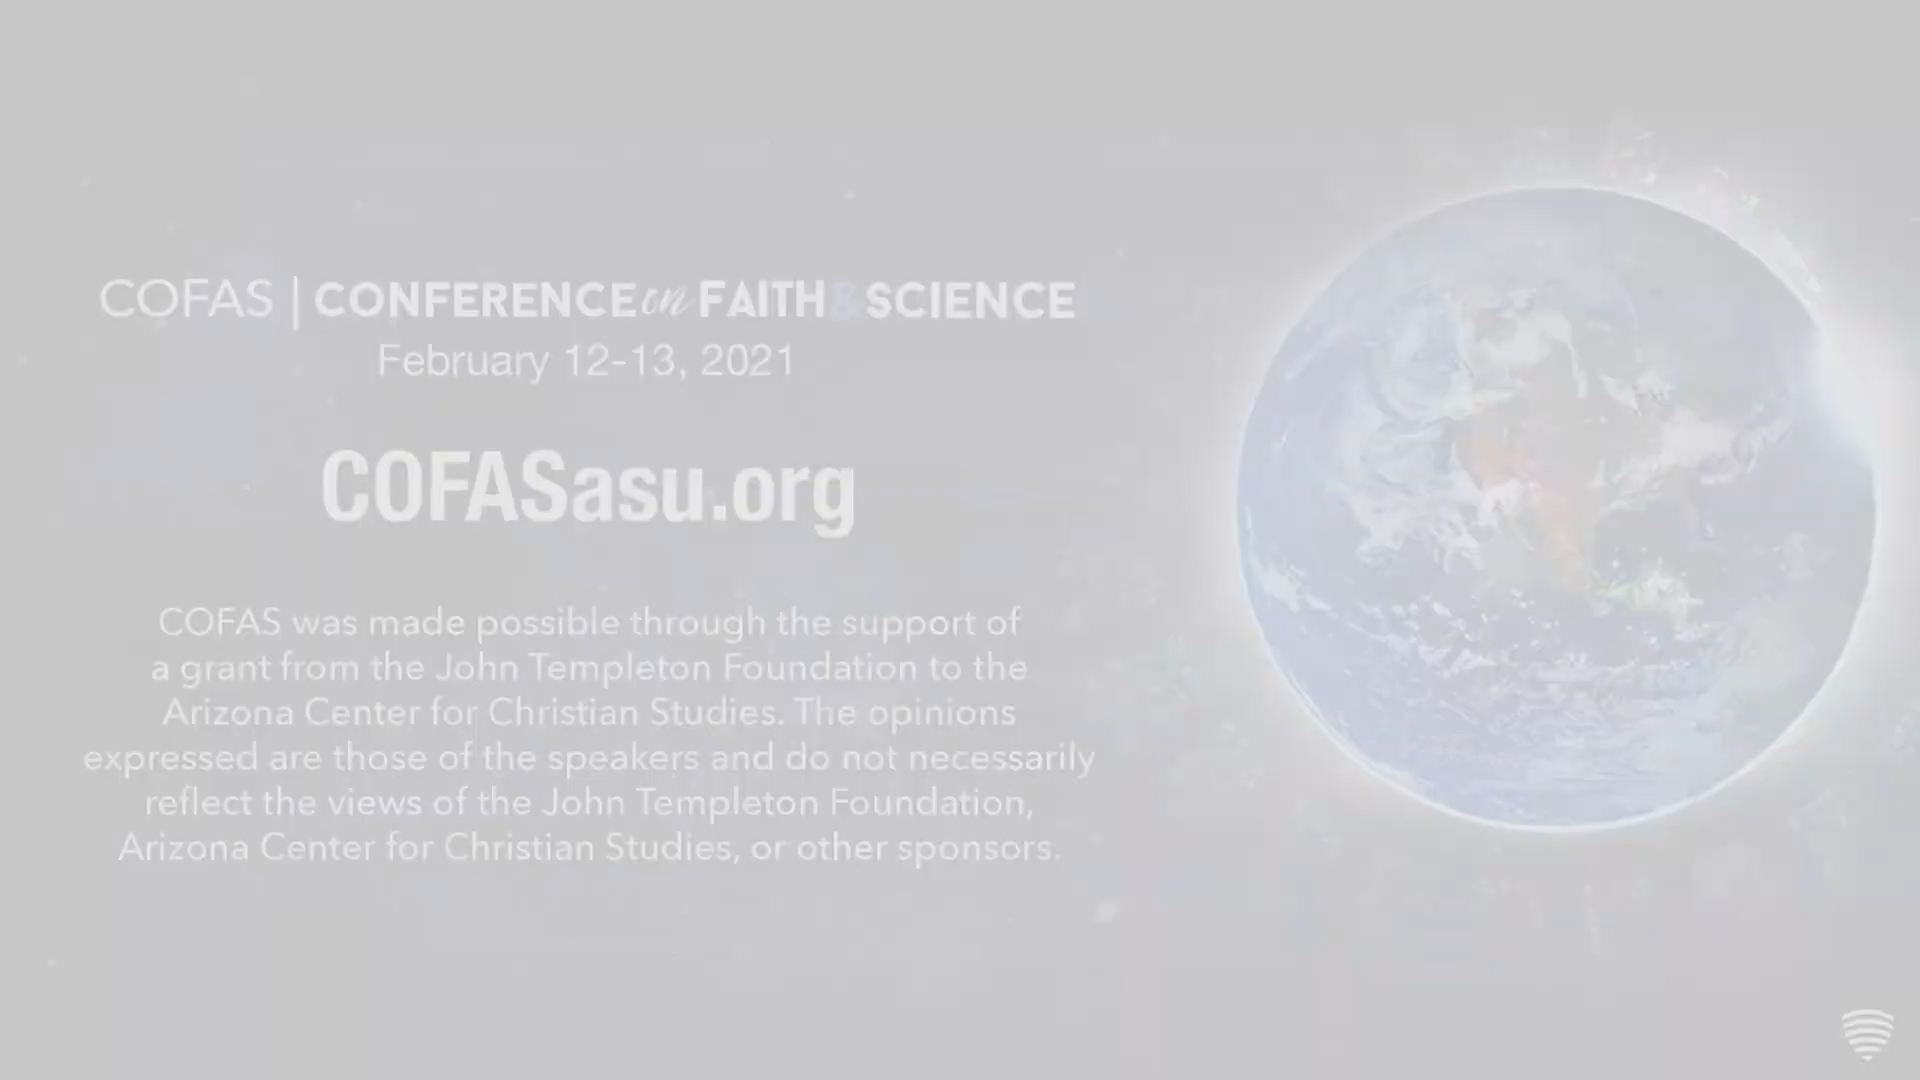 COFAS | CONFERENCE on FAITH & SCIENCE
February 12-13, 2021
COFASasu.org
COFAS was made possible through the support of
a grant from the John Templeton Foundation to the
Arizona Center for Christian Studies. The opinions
expressed are those of the speakers and do not necessarily
reflect the views of the John Templeton Foundation,
Arizona Center for Christian Studies, or other sponsors.